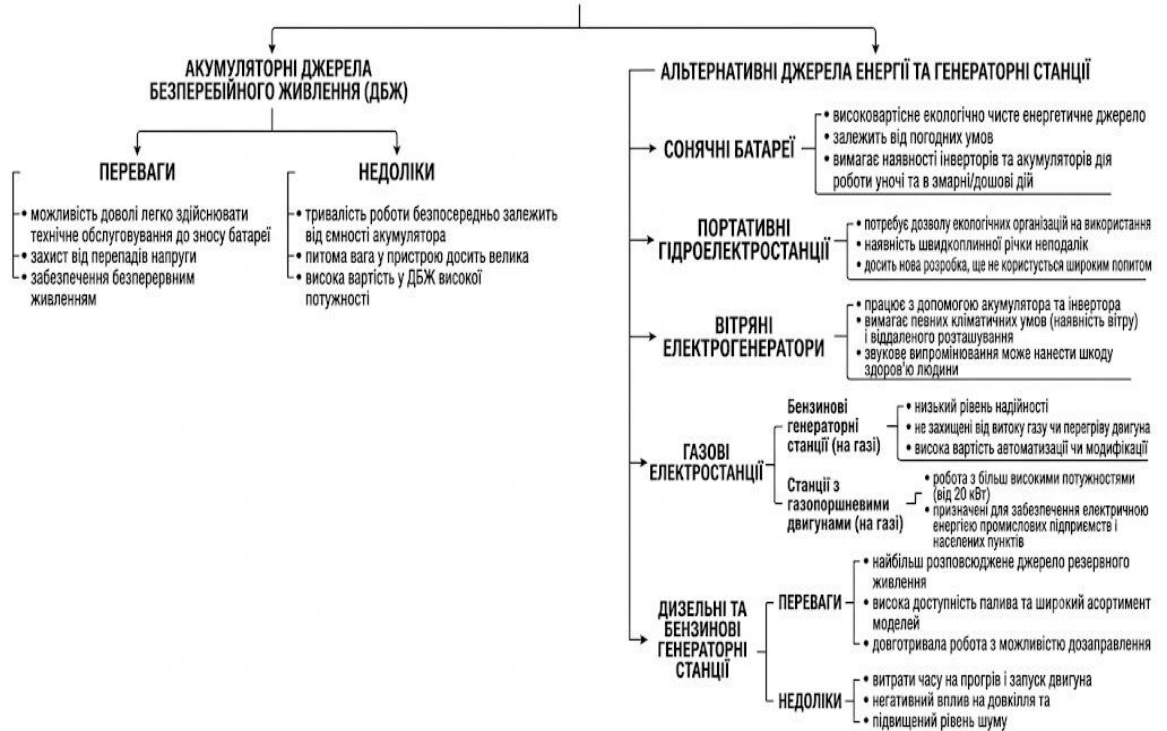 АКУМУЛЯТОРНІ ДЖЕРЕЛА
БЕЗПЕРЕБІЙНОГО ЖИВЛЕННЯ (ДБЖ)
ПЕРЕВАГИ
• можливість доволі легко здійснювати
технічне обслуговування до зносу батареї
• захист від перепадів напруги
• забезпечення безперервним
живленням
НЕДОЛІКИ
• тривалість роботи безпосередньо залежить
від ємності акумулятора
• питома вага у пристрою досить велика
• висока вартість у ДБЖ високої
потужності
АЛЬТЕРНАТИВНІ ДЖЕРЕЛА ЕНЕРГІЇ ТА ГЕНЕРАТОРНІ СТАНЦІЇ
СОНЯЧНІ БАТАРЕЇ
• високовартісне екологічно чисте енергетичне джерело
• залежить від погодних умов
• вимагає наявності інверторів та акумуляторів дія
роботи уночі та в змарні/дошові дій
ПОРТАТИВНІ
ГІДРОЕЛЕКТРОСТАНЦІЇ
• потребує дозволу екологічних організацій на використання
• наявність швидкоплинної річки неподалік
• досить нова розробка, ще не користується широким попитом
ВІТРЯНІ
ЕЛЕКТРОГЕНЕРАТОРИ
• працює з допомогою акумулятора та інвертора
• вимагає певних кліматичних умов (наявність вітру)
і віддаленого розташування
• звукове випромінювання може нанести шкоду
здоров'ю людини
ГАЗОВІ
ЕЛЕКТРОСТАНЦІЇ
Бензинові
генераторні
станції (на газі)
• низький рівень надійності
• не захищені від витоку газу чи перегріву двигуна
• висока вартість автоматизації чи модифікації
Станції з
газопоршневими
двигунами (на газі)
• робота з більш високими потужностями
(від 20 кВт)
• призначені для забезпечення електричною
енергією промислових підприємств і
населених пунктів
ДИЗЕЛЬНІ ТА
БЕНЗИНОВІ
ГЕНЕРАТОРНІ
СТАНЦІЇ
ПЕРЕВАГИ
• найбільш розповсюджене джерело резервного
живлення
• висока доступність палива та широкий асортимент
моделей
• довготривала робота з можливістю дозаправлення
НЕДОЛІКИ
• витрати часу на прогрів і запуск двигуна
• негативний вплив на довкілля та
• підвищений рівень шуму